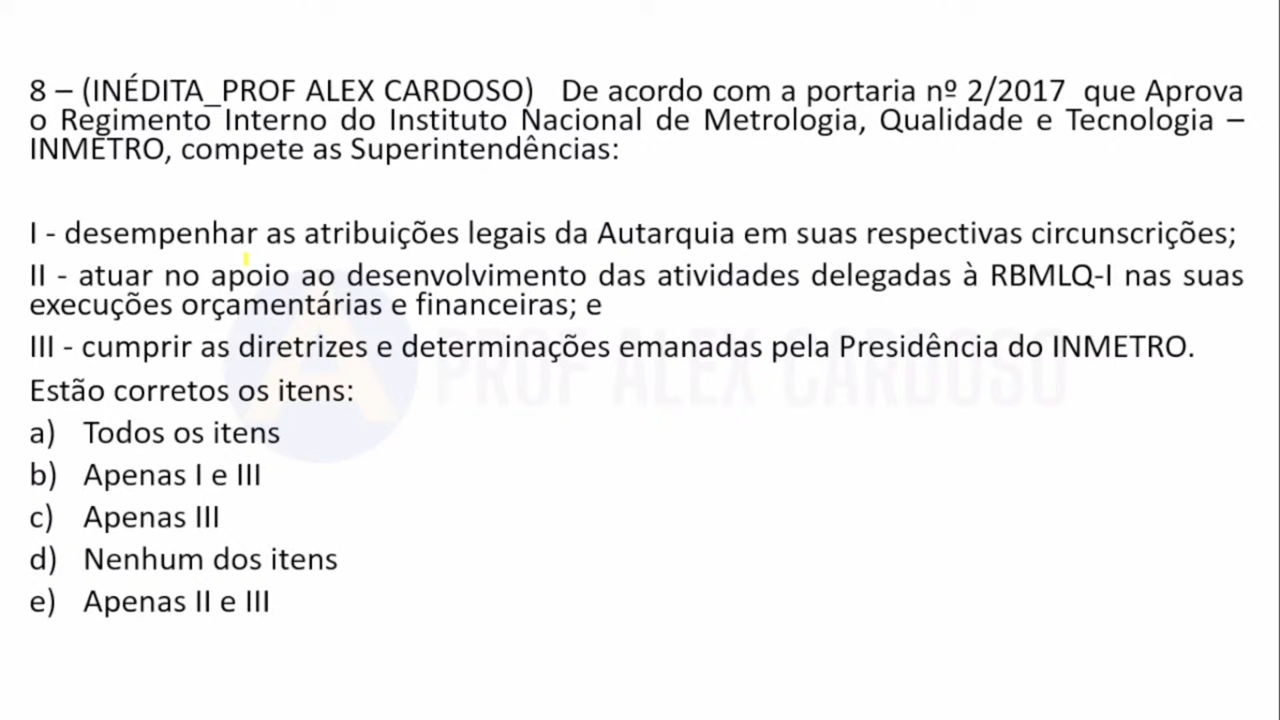 8 – (INÉDITA_PROF ALEX CARDOSO) De acordo com a portaria nº 2/2017 que Aprova
o Regimento Interno do Instituto Nacional de Metrologia, Qualidade e Tecnologia –
INMETRO, compete as Superintendências:
I - desempenhar as atribuições legais da Autarquia em suas respectivas circunscrições;
II - atuar no apoio ao desenvolvimento das atividades delegadas à RBMLQ-I nas suas
execuções orçamentárias e financeiras; e
III - cumprir as diretrizes e determinações emanadas pela Presidência do INMETRO.
PROF ALEX CARDOSO
Estão corretos os itens:
a) Todos os itens
b) Apenas I e III
c) Apenas III
d) Nenhum dos itens
e) Apenas II e III